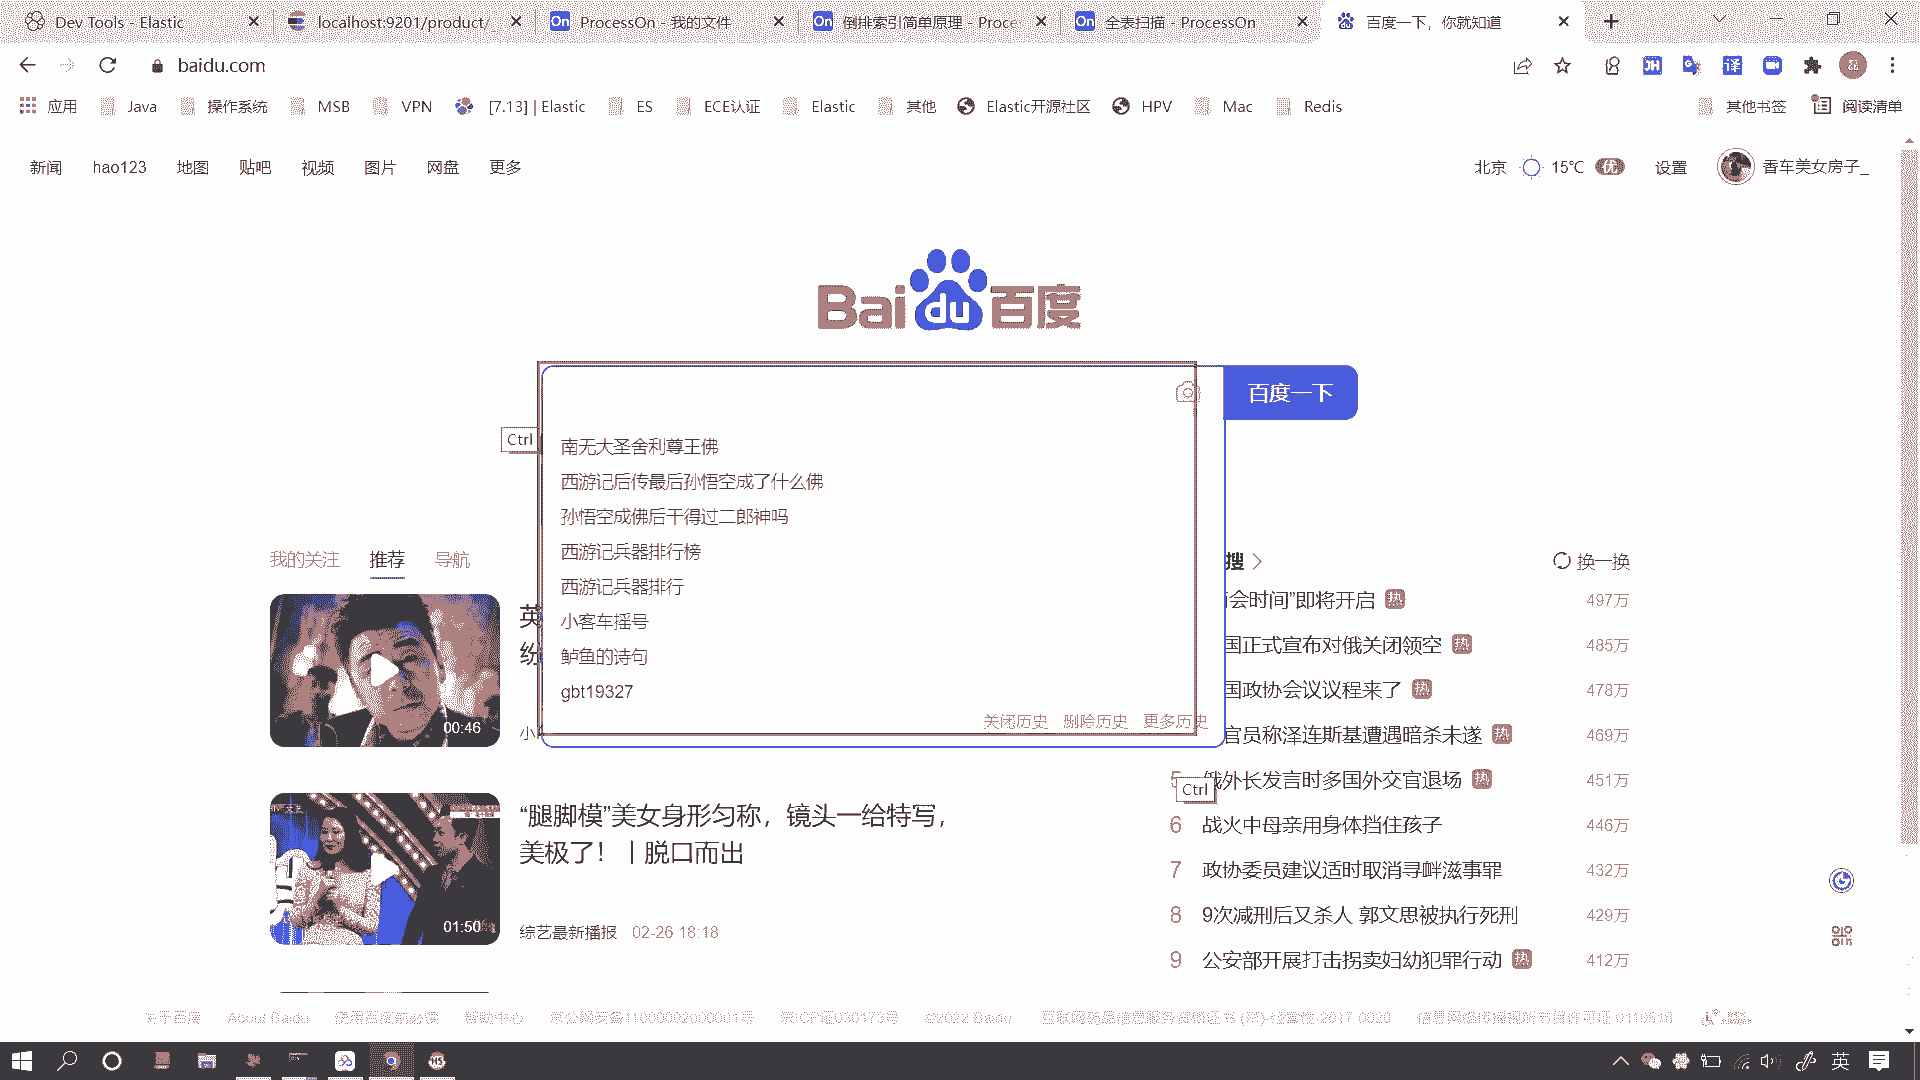 Dev Tools - Elastic
localhost:9201/product/_
ProcessOn - 我的文件
倒排索引简单原理 - Proce
全表扫描 - ProcessOn
百度一下，你就知道
baidu.com
应用 Java 操作系统 MSB VPN [7.13] | Elastic ES ECE认证 Elastic 其他 Elastic开源社区 HPV Mac Redis 其他书签 阅读清单
新闻 hao123 地图 贴吧 视频 图片 网盘 更多 北京 15℃ 优 设置 香车美女房子_
Bai du 百度
百度一下
Ctrl
南无大圣舍利尊王佛
西游记后传最后孙悟空成了什么佛
孙悟空成佛后干得过二郎神吗
西游记兵器排行榜
西游记兵器排行
小客车摇号
鲈鱼的诗句
gbt19327
关闭历史 删除历史 更多历史
我的关注 推荐 导航
英
纷
小
00:46
“腿脚模”美女身形匀称，镜头一给特写，
美极了！｜脱口而出
01:50
综艺最新播报 02-26 18:18
搜 换一换
会时间”即将开启 热 497万
国正式宣布对俄关闭领空 热 485万
国政协会议议程来了 热 478万
官员称泽连斯基遭遇暗杀未遂 热 469万
5 俄外长发言时多国外交官退场 热 451万
Ctrl
6 战火中母亲用身体挡住孩子 446万
7 政协委员建议适时取消寻衅滋事罪 432万
8 9次减刑后又杀人 郭文思被执行死刑 429万
9 公安部开展打击拐卖妇幼犯罪行动 热 412万
关于百度 About Baidu 使用百度前必读 帮助中心 京公网安备11000002000001号 京ICP证030173号 ©2022 Baidu 互联网药品信息服务资格证书 (京)-经营性-2017-0020 信息网络传播视听节目许可证 0110516
英